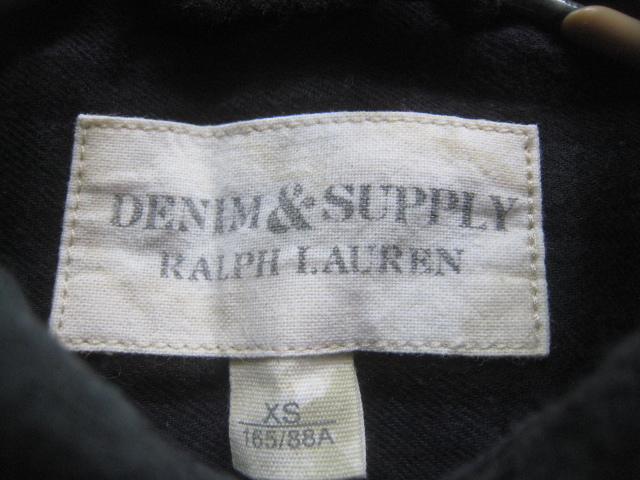 DENIM & SUPPLY
RALPH LAUREN
XS
165/88A